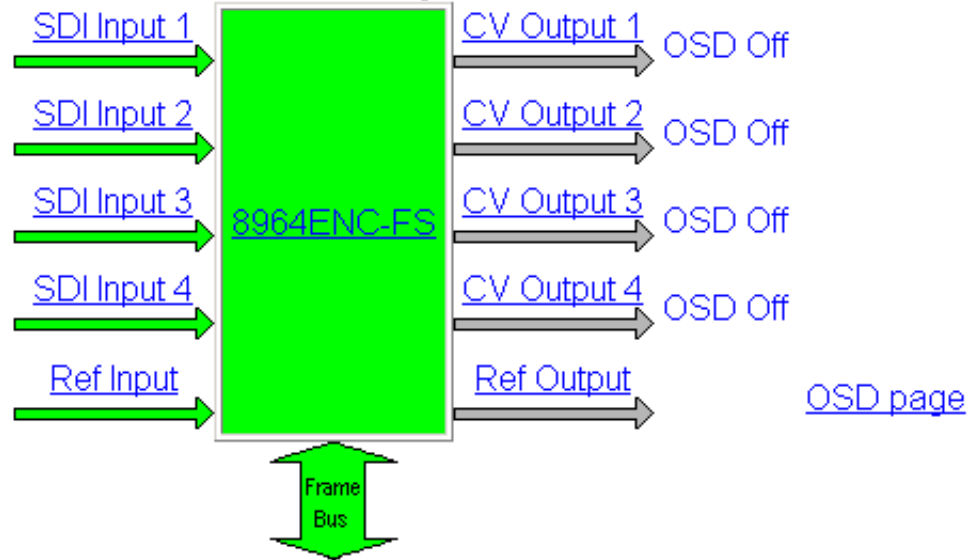 SDI Input 1
CV Output 1
OSD Off
SDI Input 2
CV Output 2
OSD Off
SDI Input 3
8964ENC-FS
CV Output 3
OSD Off
SDI Input 4
CV Output 4
OSD Off
Ref Input
Ref Output
OSD page
Frame
Bus